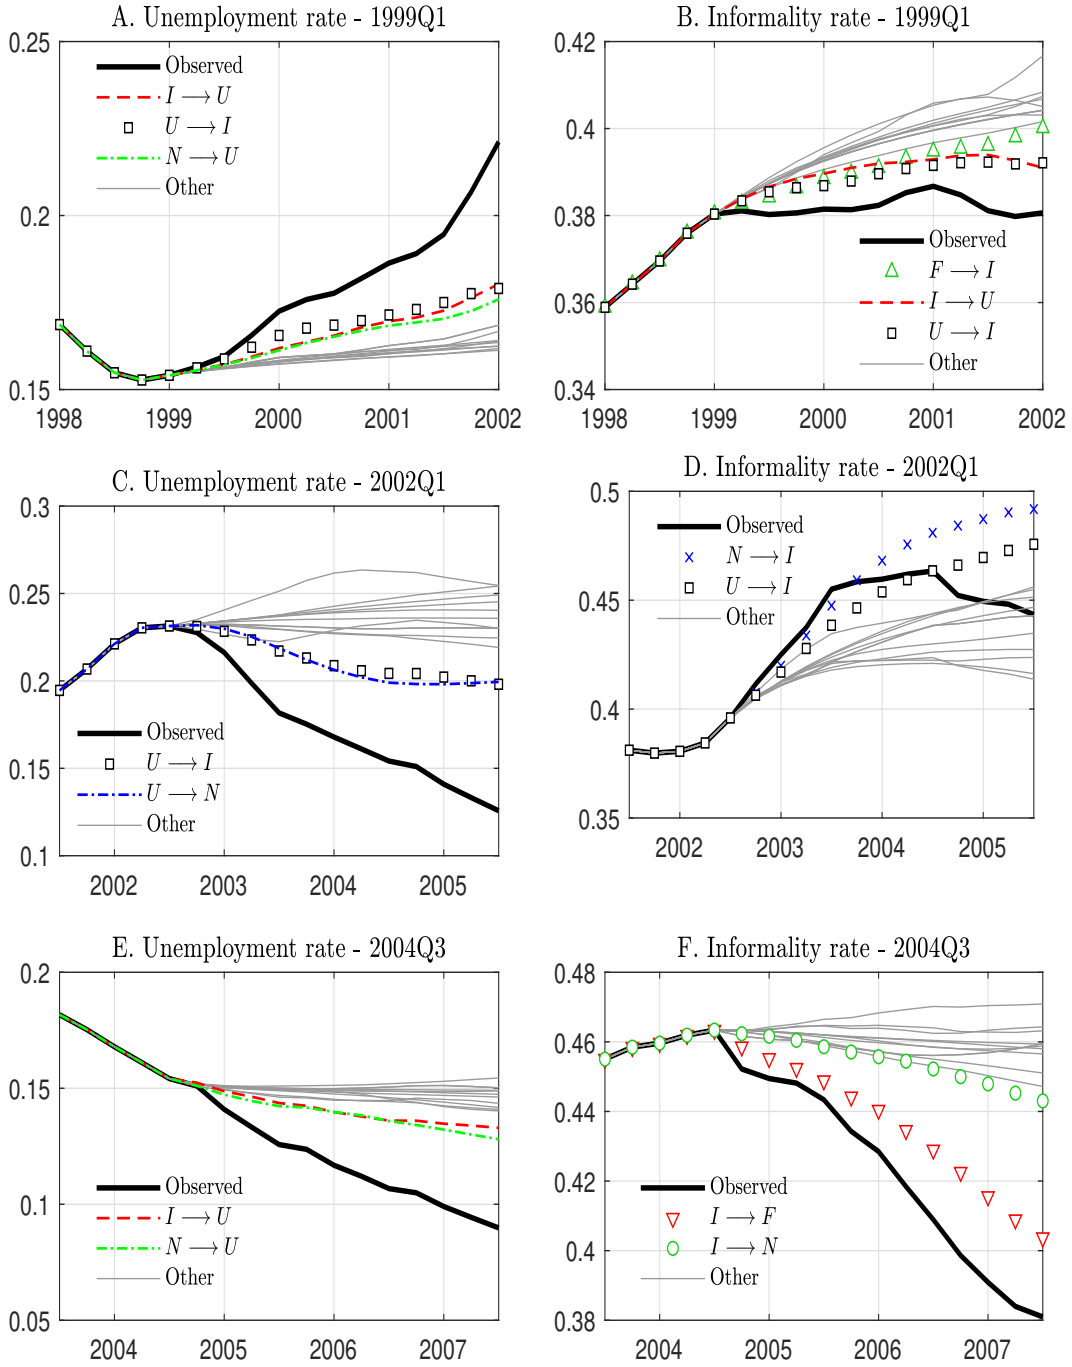 A. Unemployment rate - 1999Q1
0.25
0.2
0.15
Observed
I → U
U → I
N → U
Other
1998 1999 2000 2001 2002
B. Informality rate - 1999Q1
0.42
0.4
0.38
0.36
0.34
Observed
F → I
I → U
U → I
Other
1998 1999 2000 2001 2002
C. Unemployment rate - 2002Q1
0.3
0.25
0.2
0.15
0.1
Observed
U → I
U → N
Other
2002 2003 2004 2005
D. Informality rate - 2002Q1
0.5
0.45
0.4
0.35
Observed
N → I
U → I
Other
2002 2003 2004 2005
E. Unemployment rate - 2004Q3
0.2
0.15
0.1
0.05
Observed
I → U
N → U
Other
2004 2005 2006 2007
F. Informality rate - 2004Q3
0.48
0.46
0.44
0.42
0.4
0.38
Observed
I → F
I → N
Other
2004 2005 2006 2007